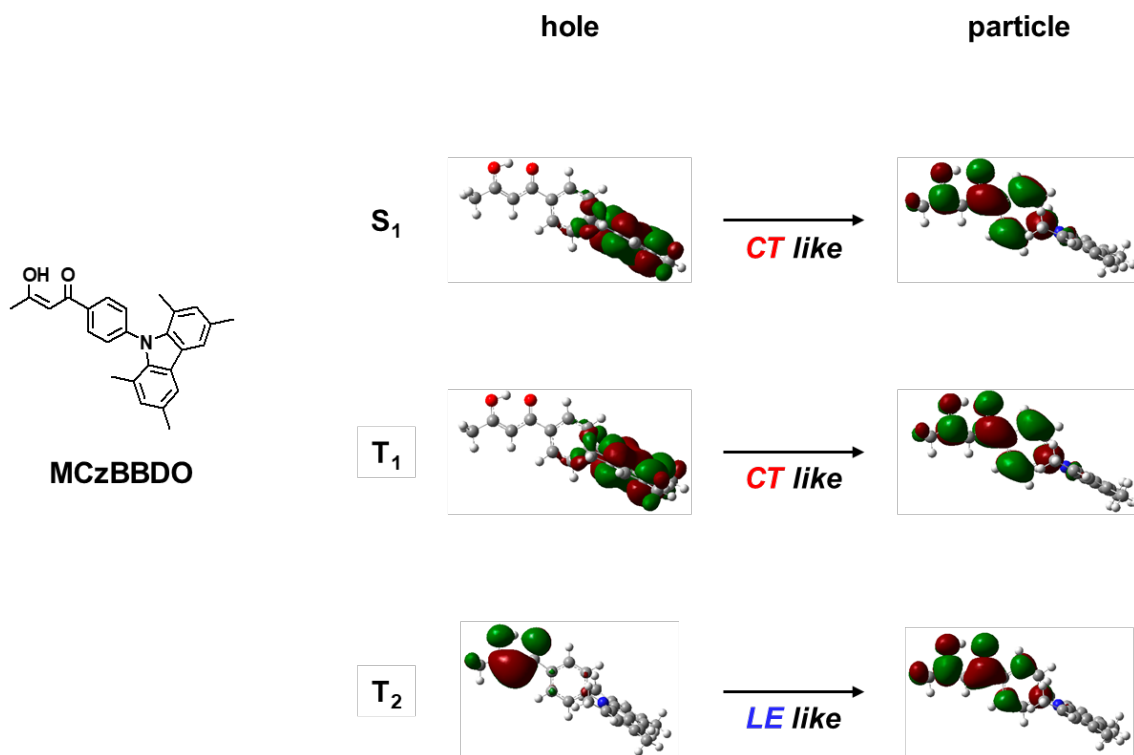 hole
particle
S1
CT like
OH
O
N
MCzBBDO
T1
CT like
T2
LE like